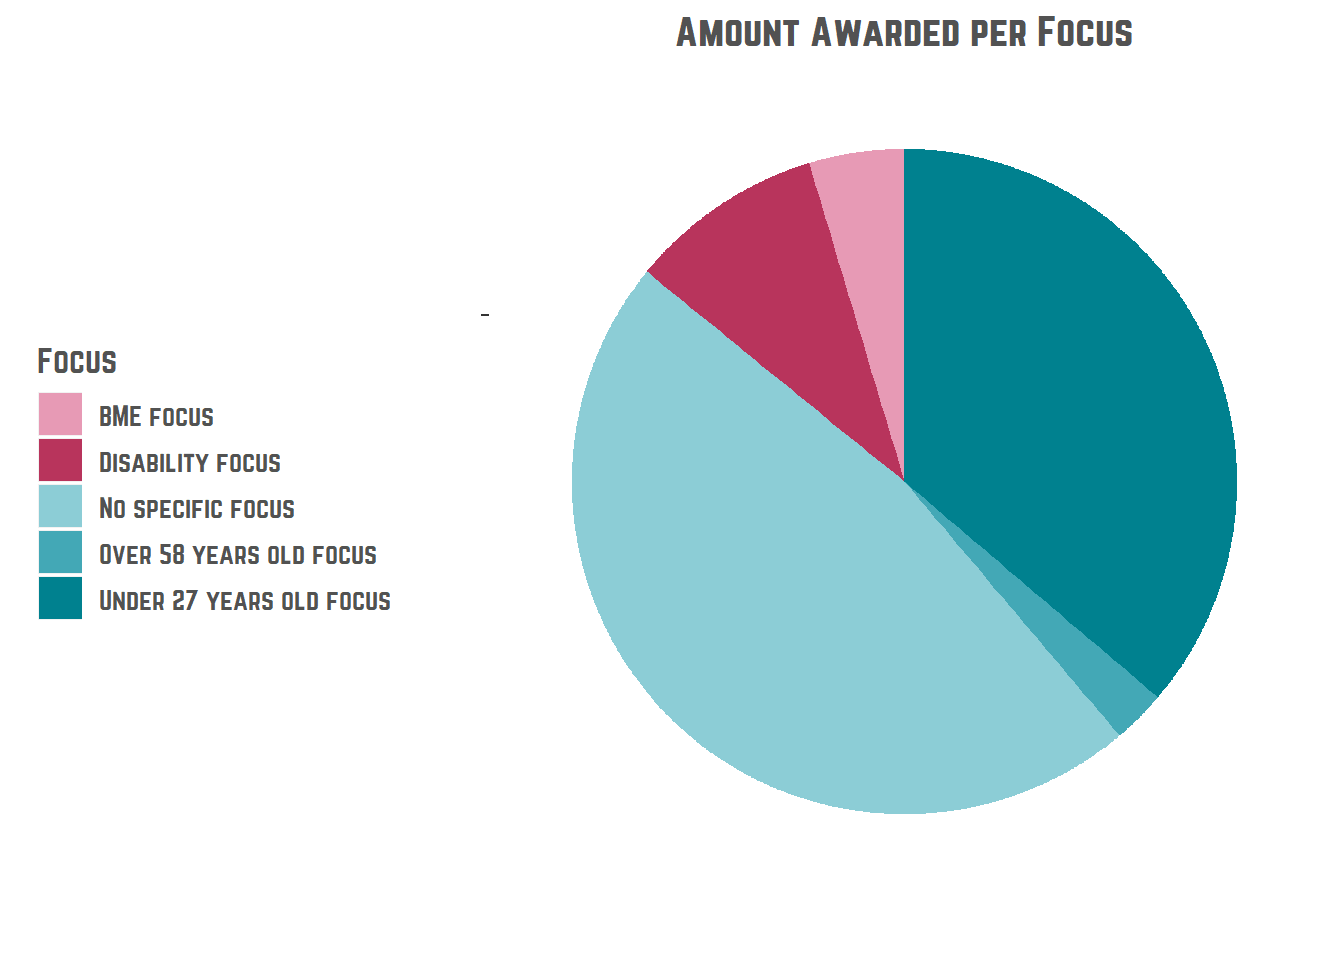 Amount Awarded per Focus
Focus
BME focus
Disability focus
No specific focus
Over 58 years old focus
Under 27 years old focus